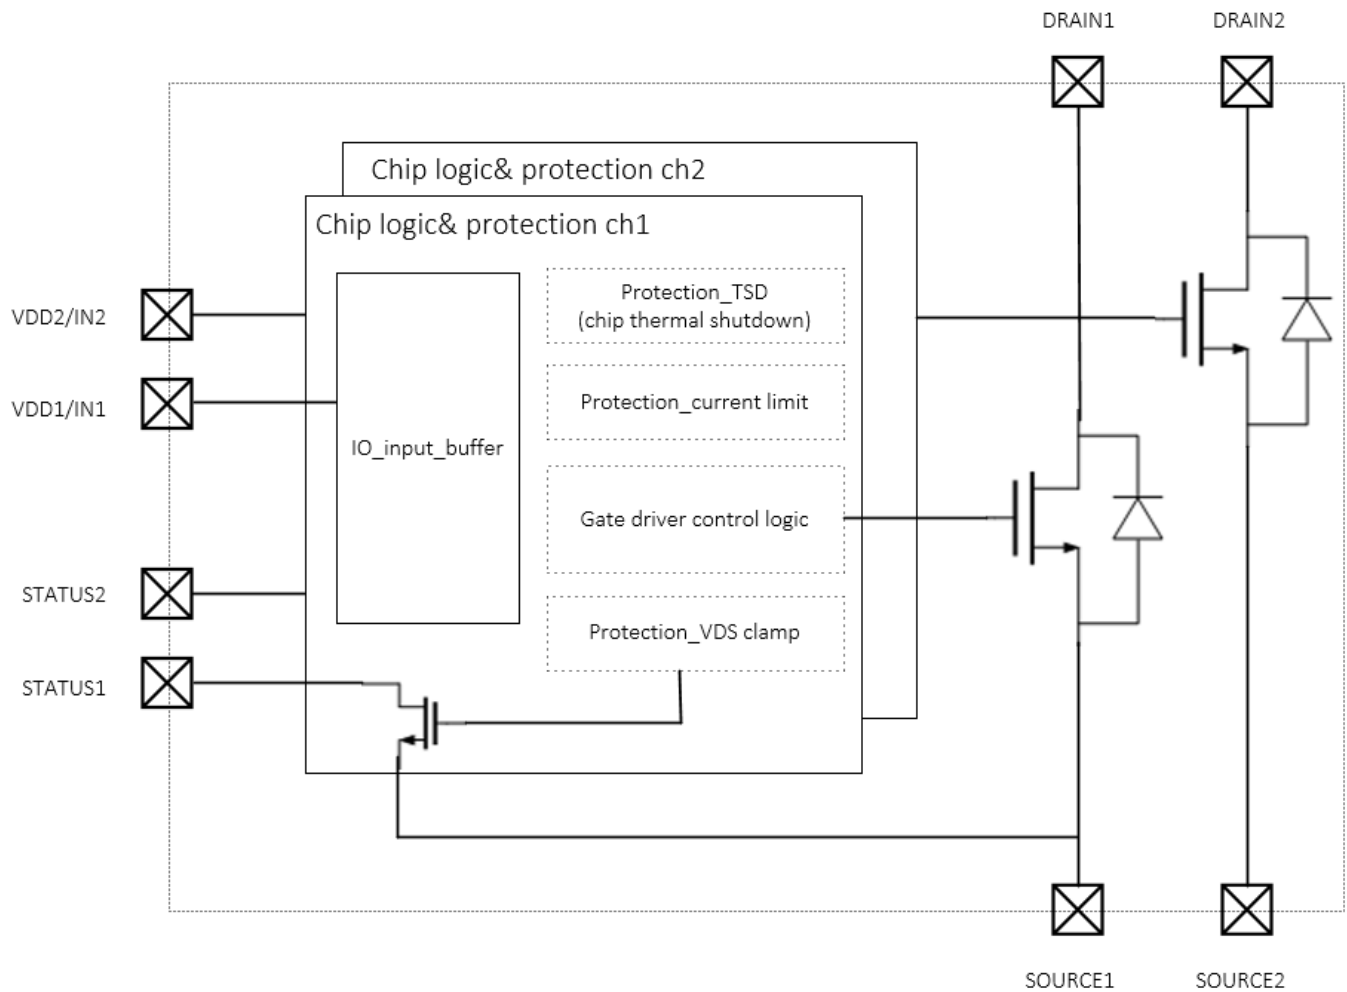 DRAIN1
DRAIN2
Chip logic& protection ch2
Chip logic& protection ch1
Protection_TSD
(chip thermal shutdown)
VDD2/IN2
VDD1/IN1
Protection_current limit
IO_input_buffer
Gate driver control logic
STATUS2
Protection_VDS clamp
STATUS1
SOURCE1
SOURCE2